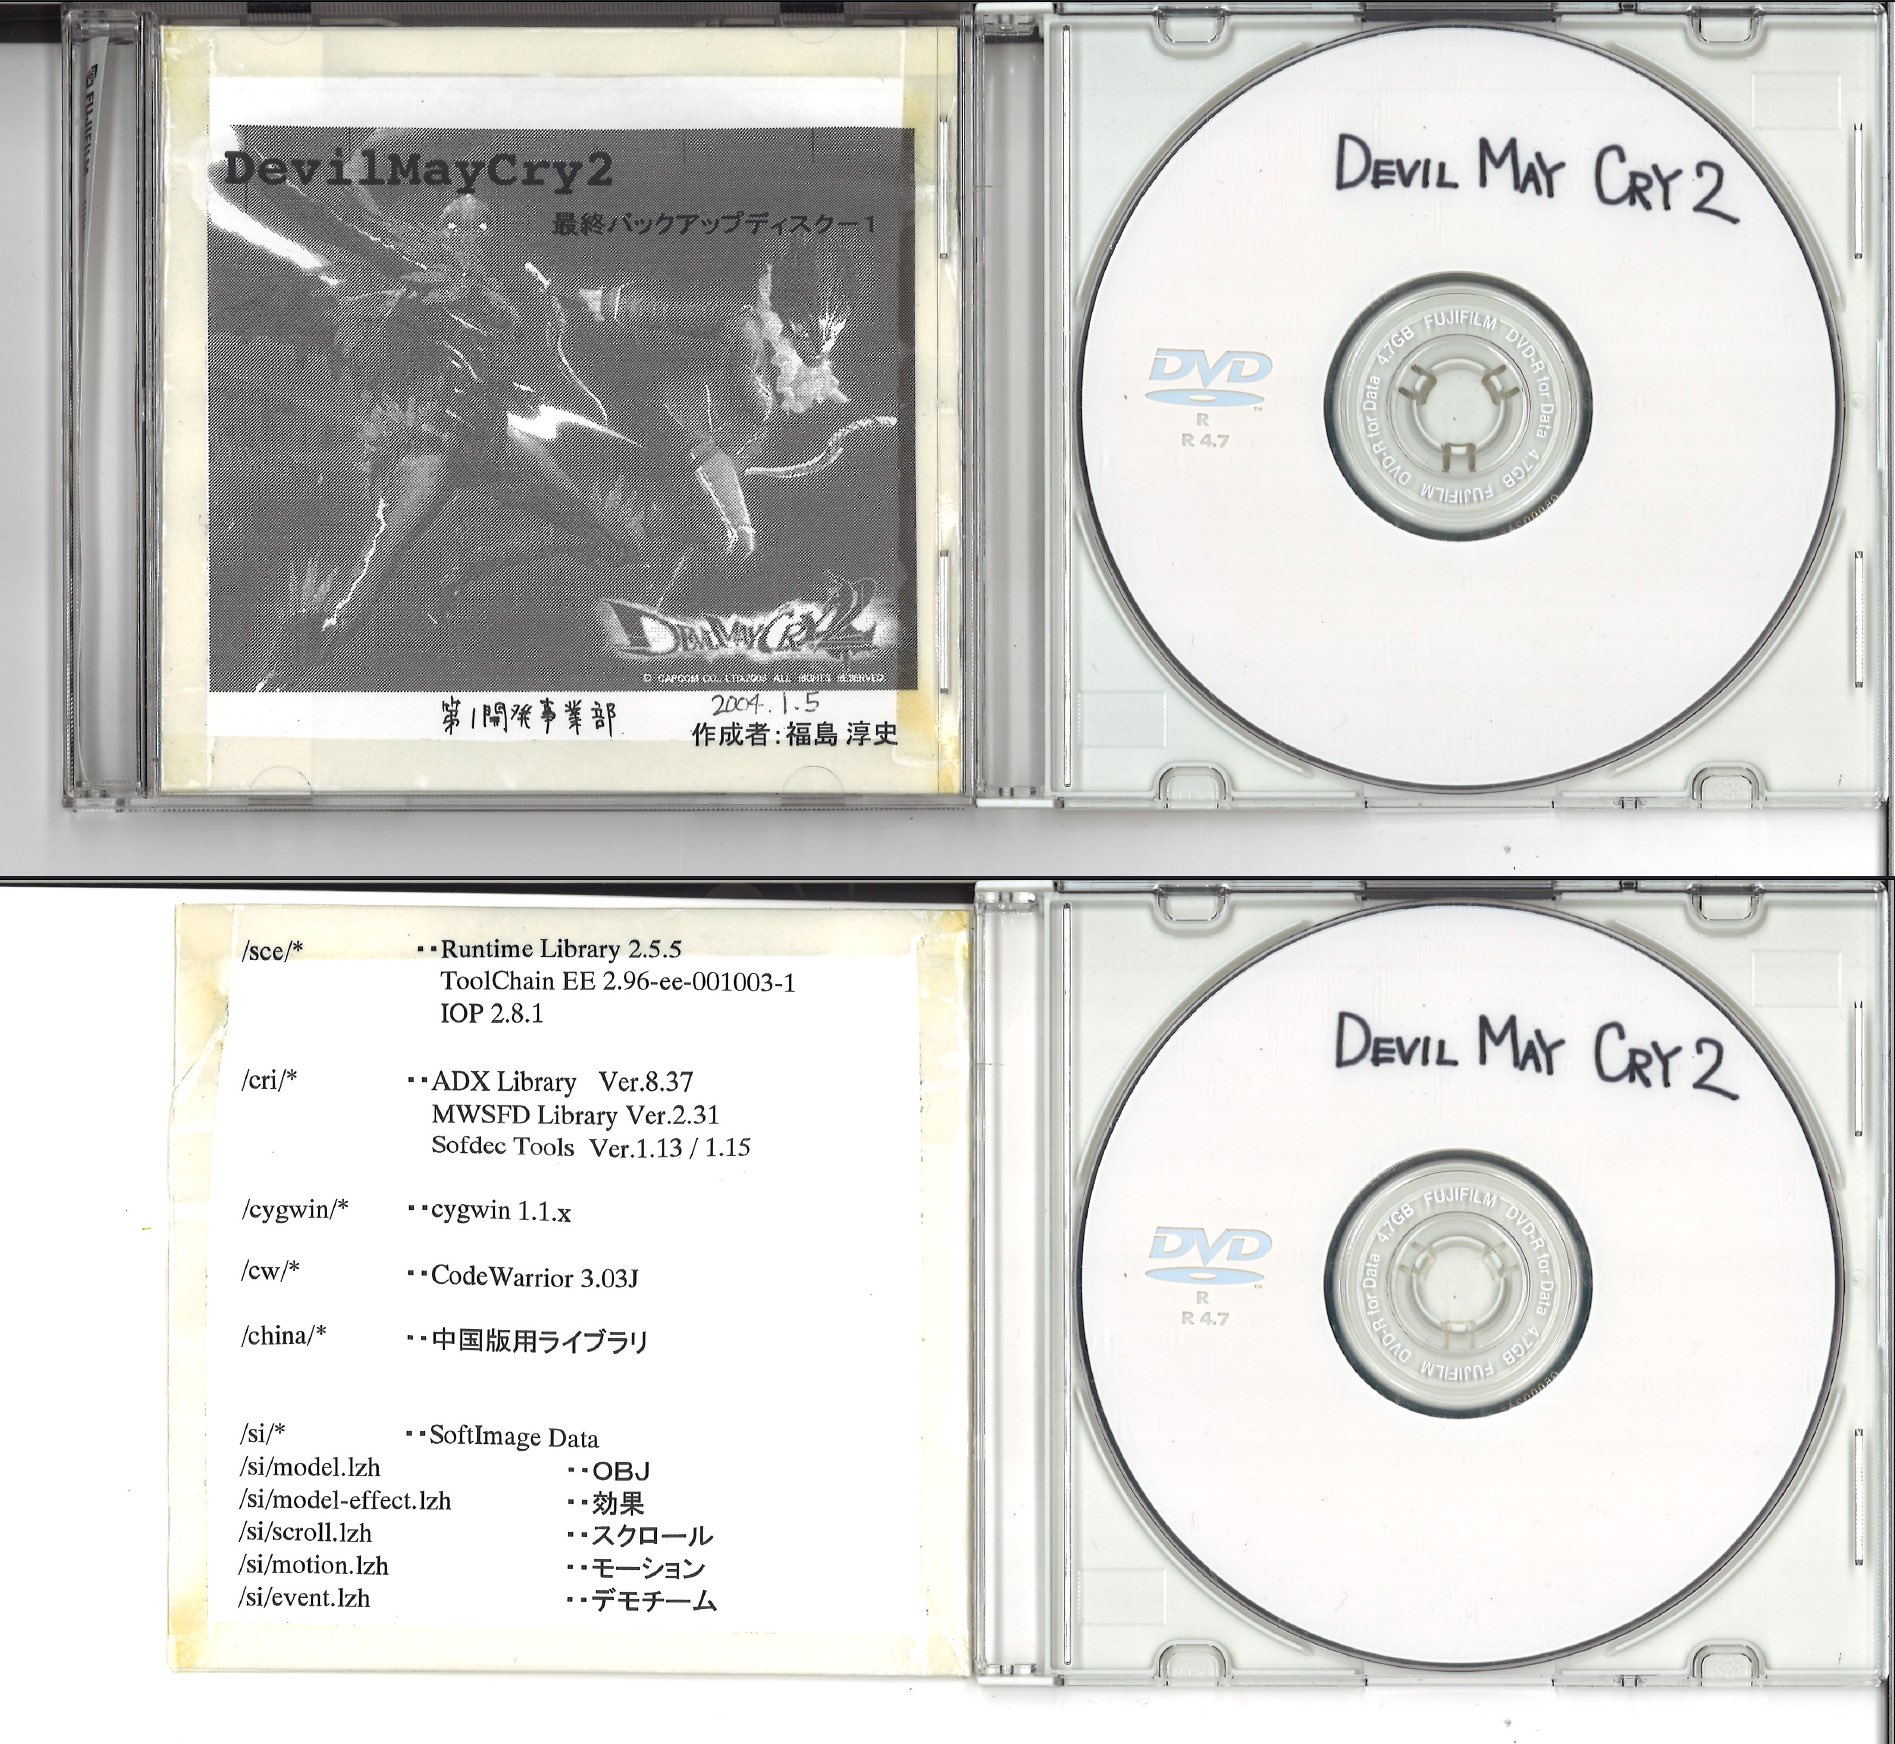 FUJIFILM
DevilMayCry2
最終バックアップディスクー1
DEVIL MAY CRY 2
© CAPCOM CO., LTD.2003 ALL RIGHTS RESERVED.
第1開発事業部
2004.1.5
作成者:福島 淳史
DEVIL MAY CRY 2
DVD
R
R 4.7
4.7GB FUJIFILM DVD-R for Data 4.7GB FUJIFILM DVD-R for Data
/sce/* ‥Runtime Library 2.5.5
ToolChain EE 2.96-ee-001003-1
IOP 2.8.1
/cri/* ‥ADX Library Ver.8.37
MWSFD Library Ver.2.31
Sofdec Tools Ver.1.13 / 1.15
/cygwin/* ‥cygwin 1.1.x
/cw/* ‥CodeWarrior 3.03J
/china/* ‥中国版用ライブラリ
/si/* ‥SoftImage Data
/si/model.lzh ‥OBJ
/si/model-effect.lzh ‥効果
/si/scroll.lzh ‥スクロール
/si/motion.lzh ‥モーション
/si/event.lzh ‥デモチーム
DEVIL MAY CRY 2
DVD
R
R 4.7
4.7GB FUJIFILM DVD-R for Data 4.7GB FUJIFILM DVD-R for Data